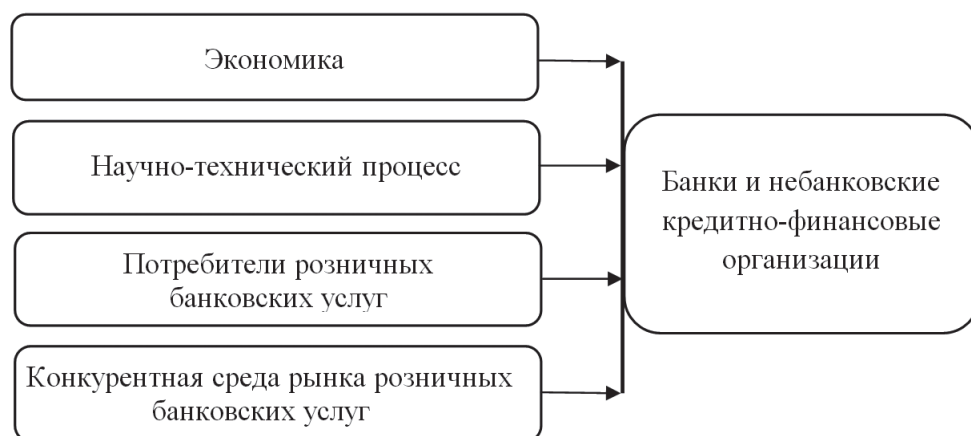 Экономика
Научно-технический процесс
Потребители розничных
банковских услуг
Конкурентная среда рынка розничных
банковских услуг
Банки и небанковские
кредитно-финансовые
организации